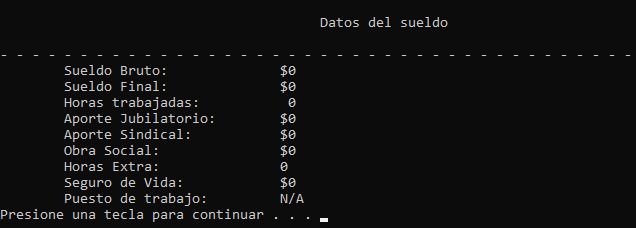 Datos del sueldo
- - - - - - - - - - - - - - - - - - - - - - - - - - - - - - - - - - - - - - - -
Sueldo Bruto: $0
Sueldo Final: $0
Horas trabajadas: 0
Aporte Jubilatorio: $0
Aporte Sindical: $0
Obra Social: $0
Horas Extra: 0
Seguro de Vida: $0
Puesto de trabajo: N/A
Presione una tecla para continuar . . .